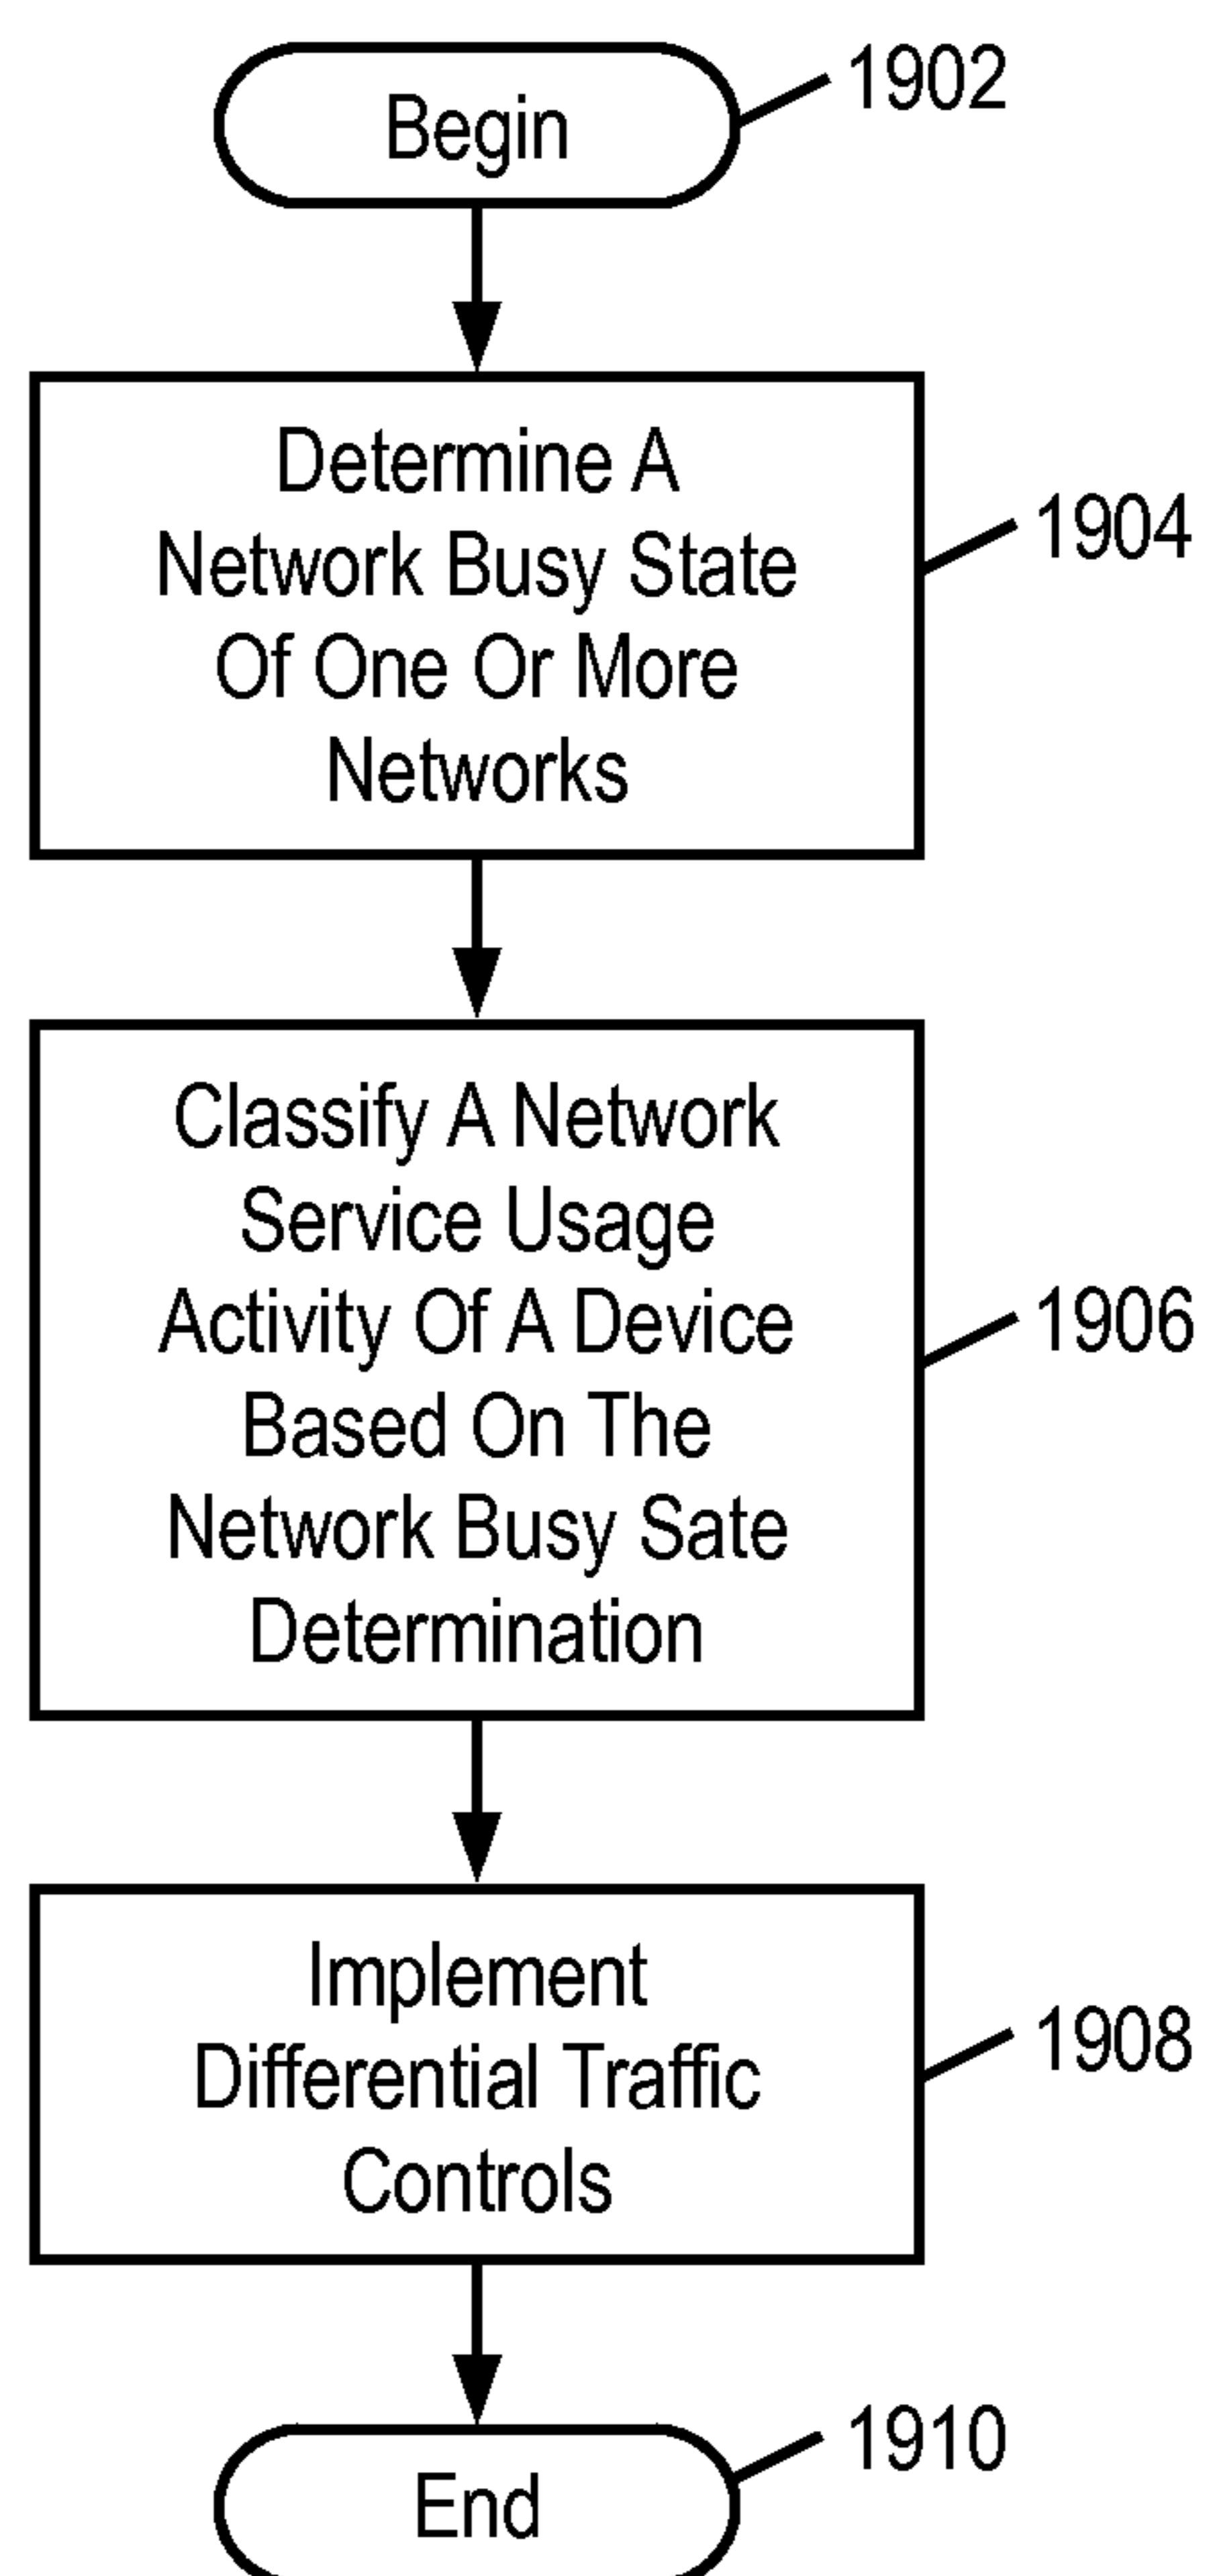 Begin
1902
Determine A
Network Busy State
Of One Or More
Networks
1904
Classify A Network
Service Usage
Activity Of A Device
Based On The
Network Busy Sate
Determination
1906
Implement
Differential Traffic
Controls
1908
End
1910